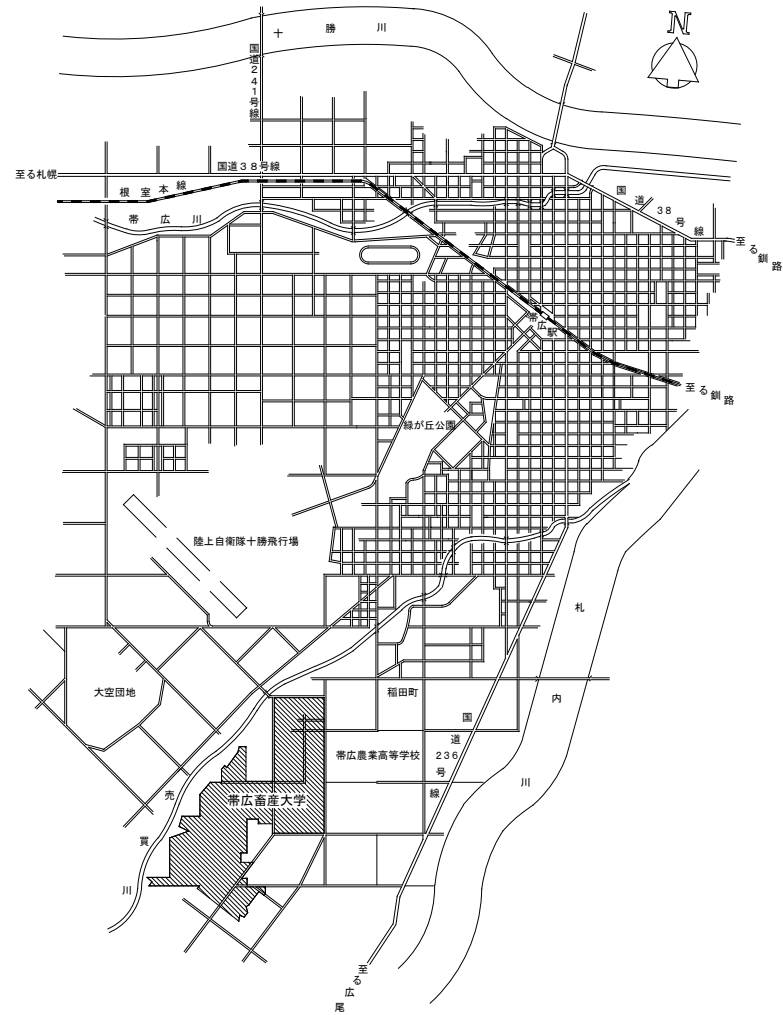 N
十勝川
国道241号線
国道38号線
至る札幌
根室本線
国道38号線
帯広川
至る釧路
帯広駅
至る釧路
緑が丘公園
陸上自衛隊十勝飛行場
札内川
大空団地
稲田町
国道236号線
帯広農業高等学校
売買川
帯広畜産大学
至る広尾